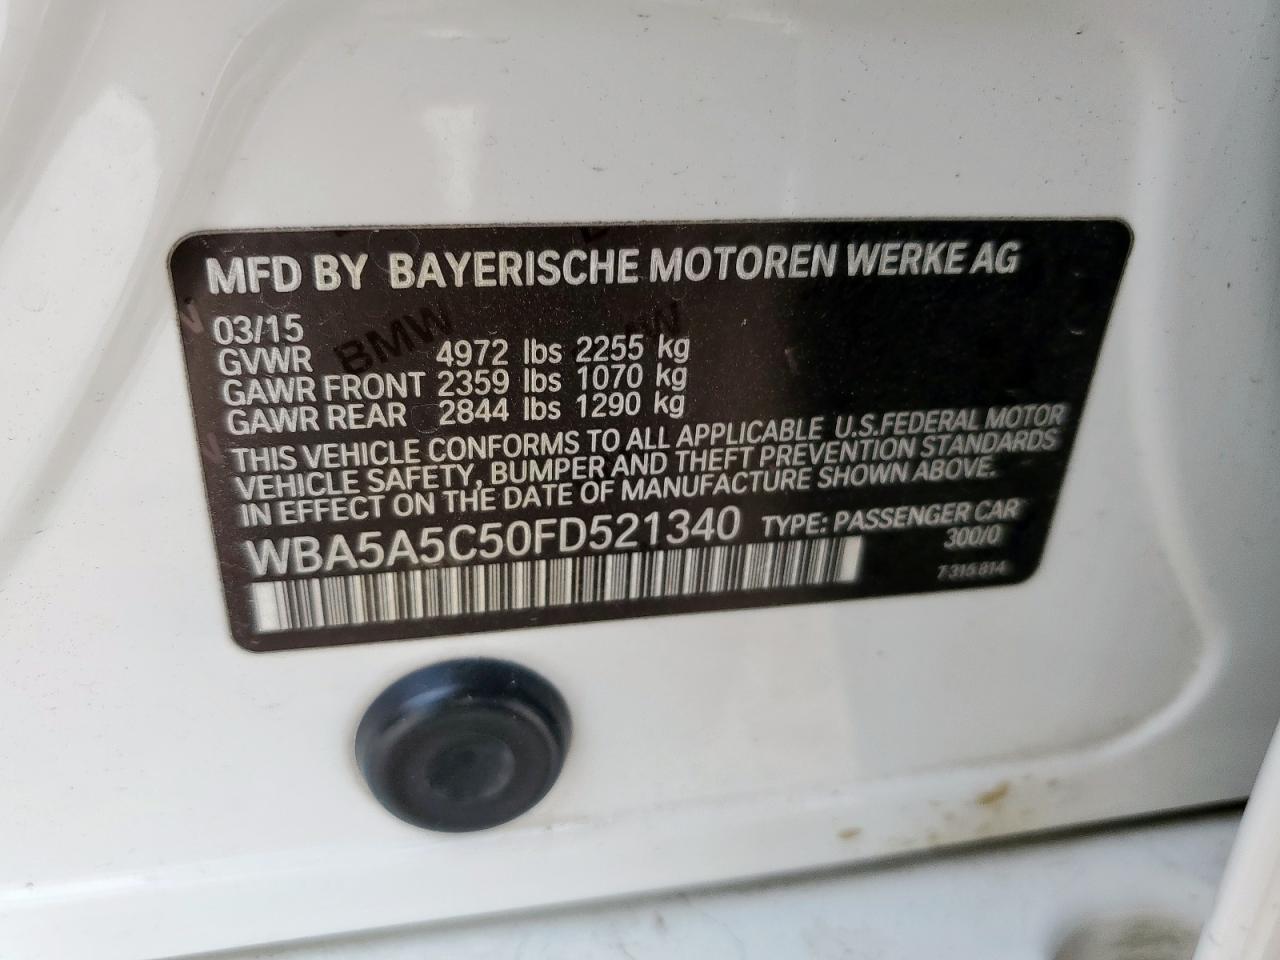 MFD BY BAYERISCHE MOTOREN WERKE AG
03/15
GVWR 4972 lbs 2255 kg
GAWR FRONT 2359 lbs 1070 kg
GAWR REAR 2844 lbs 1290 kg
THIS VEHICLE CONFORMS TO ALL APPLICABLE U.S.FEDERAL MOTOR
VEHICLE SAFETY, BUMPER AND THEFT PREVENTION STANDARDS
IN EFFECT ON THE DATE OF MANUFACTURE SHOWN ABOVE.
WBA5A5C50FD521340 TYPE: PASSENGER CAR
300/0
7 315 814
BMW